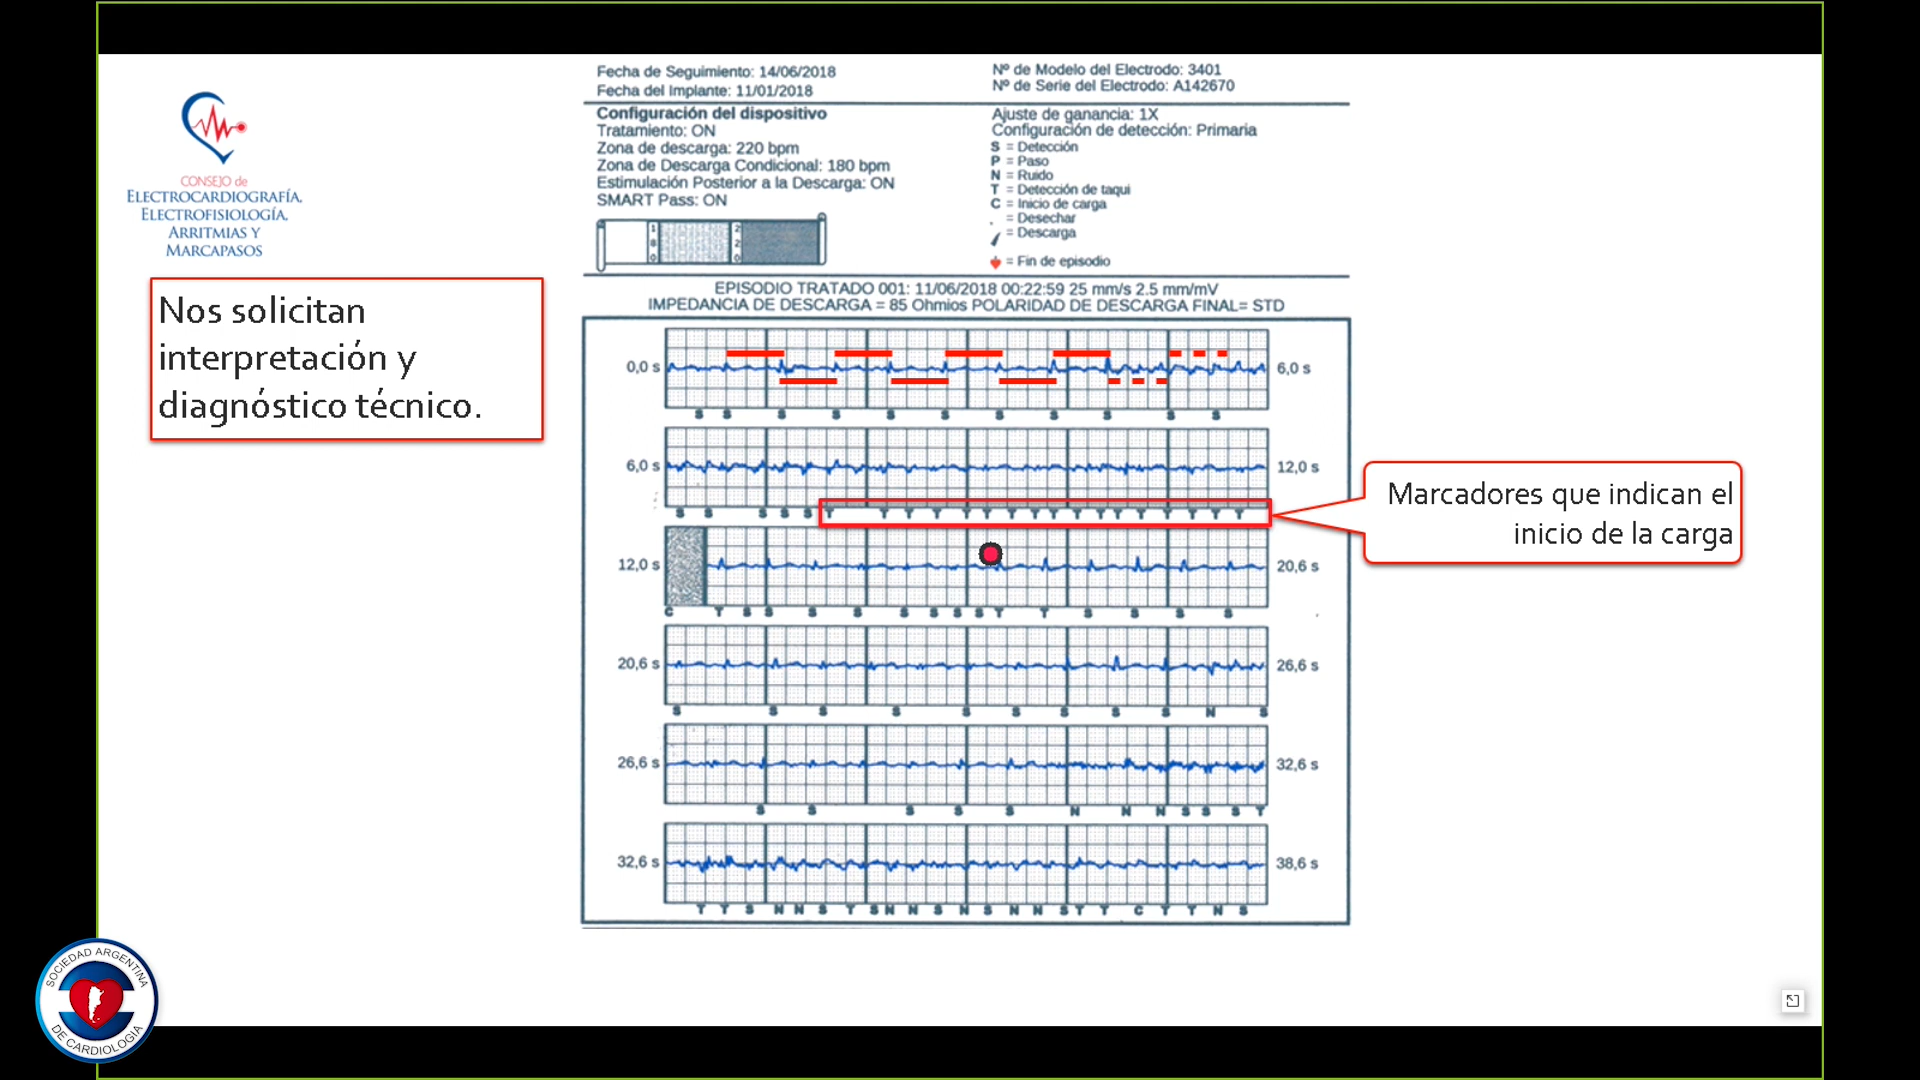 Fecha de Seguimiento: 14/06/2018
Fecha del Implante: 11/01/2018
Nº de Modelo del Electrodo: 3401
Nº de Serie del Electrodo: A142670
CONSEJO de
ELECTROCARDIOGRAFÍA,
ELECTROFISIOLOGÍA,
ARRITMIAS Y
MARCAPASOS
Configuración del dispositivo
Tratamiento: ON
Zona de descarga: 220 bpm
Zona de Descarga Condicional: 180 bpm
Estimulación Posterior a la Descarga: ON
SMART Pass: ON
180
220
Ajuste de ganancia: 1X
Configuración de detección: Primaria
S = Detección
P = Paso
N = Ruido
T = Detección de taqui
C = Inicio de carga
. = Desechar
= Descarga
= Fin de episodio
Nos solicitan
interpretación y
diagnóstico técnico.
EPISODIO TRATADO 001: 11/06/2018 00:22:59 25 mm/s 2.5 mm/mV
IMPEDANCIA DE DESCARGA = 85 Ohmios POLARIDAD DE DESCARGA FINAL= STD
0,0 s 6,0 s
S S S S S S S S S S S
6,0 s 12,0 s
S S S S S T T T T T T T T T T T T T T T T
Marcadores que indican el
inicio de la carga
12,0 s 20,6 s
C T S S S S S S S S T T S S S S
20,6 s 26,6 s
S S S S S S S S S N S
26,6 s 32,6 s
S S S S S N N N S S S T
32,6 s 38,6 s
T T S N N S T S N N S N S N N S T T C T T N S
SOCIEDAD ARGENTINA
DE CARDIOLOGÍA